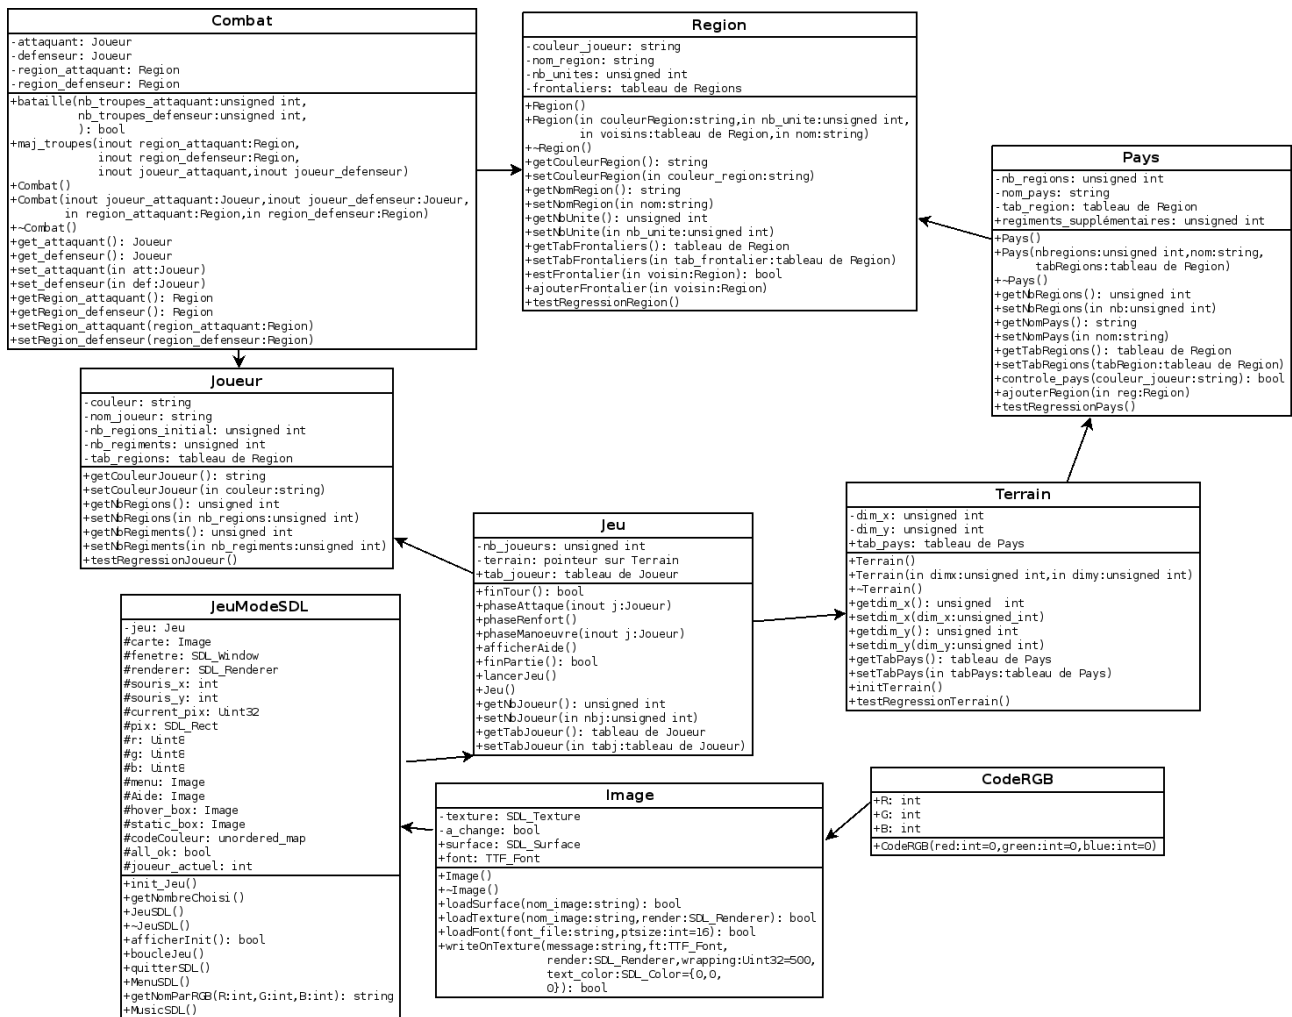 Combat
-attaquant: Joueur
-defenseur: Joueur
-region_attaquant: Region
-region_defenseur: Region
+bataille(nb_troupes_attaquant:unsigned int,
nb_troupes_defenseur:unsigned int,
): bool
+maj_troupes(inout region_attaquant:Region,
inout region_defenseur:Region,
inout joueur_attaquant,inout joueur_defenseur)
+Combat()
+Combat(inout joueur_attaquant:Joueur,inout joueur_defenseur:Joueur,
in region_attaquant:Region,in region_defenseur:Region)
+~Combat()
+get_attaquant(): Joueur
+get_defenseur(): Joueur
+set_attaquant(in att:Joueur)
+set_defenseur(in def:Joueur)
+getRegion_attaquant(): Region
+getRegion_defenseur(): Region
+setRegion_attaquant(region_attaquant:Region)
+setRegion_defenseur(region_defenseur:Region)
Region
-couleur_joueur: string
-nom_region: string
-nb_unites: unsigned int
-frontaliers: tableau de Regions
+Region()
+Region(in couleurRegion:string,in nb_unite:unsigned int,
in voisins:tableau de Region,in nom:string)
+~Region()
+getCouleurRegion(): string
+setCouleurRegion(in couleur_region:string)
+getNomRegion(): string
+setNomRegion(in nom:string)
+getNbUnite(): unsigned int
+setNbUnite(in nb_unite:unsigned int)
+getTabFrontaliers(): tableau de Region
+setTabFrontaliers(in tab_frontalier:tableau de Region)
+estFrontalier(in voisin:Region): bool
+ajouterFrontalier(in voisin:Region)
+testRegressionRegion()
Pays
-nb_regions: unsigned int
-nom_pays: string
-tab_region: tableau de Region
+regiments_supplémentaires: unsigned int
+Pays()
+Pays(nbregions:unsigned int,nom:string,
tabRegions:tableau de Region)
+~Pays()
+getNbRegions(): unsigned int
+setNbRegions(in nb:unsigned int)
+getNomPays(): string
+setNomPays(in nom:string)
+getTabRegions(): tableau de Region
+setTabRegions(tabRegion:tableau de Region)
+controle_pays(couleur_joueur:string): bool
+ajouterRegion(in reg:Region)
+testRegressionPays()
Joueur
-couleur: string
-nom_joueur: string
-nb_regions_initial: unsigned int
-nb_regiments: unsigned int
-tab_regions: tableau de Region
+getCouleurJoueur(): string
+setCouleurJoueur(in couleur:string)
+getNbRegions(): unsigned int
+setNbRegions(in nb_regions:unsigned int)
+getNbRegiments(): unsigned int
+setNbRegiments(in nb_regiments:unsigned int)
+testRegressionJoueur()
Jeu
-nb_joueurs: unsigned int
-terrain: pointeur sur Terrain
+tab_joueur: tableau de Joueur
+finTour(): bool
+phaseAttaque(inout j:Joueur)
+phaseRenfort()
+phaseManoeuvre(inout j:Joueur)
+afficherAide()
+finPartie(): bool
+lancerJeu()
+Jeu()
+getNbJoueur(): unsigned int
+setNbJoueur(in nbj:unsigned int)
+getTabJoueur(): tableau de Joueur
+setTabJoueur(in tabj:tableau de Joueur)
Terrain
-dim_x: unsigned int
-dim_y: unsigned int
+tab_pays: tableau de Pays
+Terrain()
+Terrain(in dimx:unsigned int,in dimy:unsigned int)
+~Terrain()
+getdim_x(): unsigned  int
+setdim_x(dim_x:unsigned_int)
+getdim_y(): unsigned int
+setdim_y(dim_y:unsigned int)
+getTabPays(): tableau de Pays
+setTabPays(in tabPays:tableau de Pays)
+initTerrain()
+testRegressionTerrain()
JeuModeSDL
-jeu: Jeu
#carte: Image
#fenetre: SDL_Window
#renderer: SDL_Renderer
#souris_x: int
#souris_y: int
#current_pix: Uint32
#pix: SDL_Rect
#r: Uint8
#g: Uint8
#b: Uint8
#menu: Image
#Aide: Image
#hover_box: Image
#static_box: Image
#codeCouleur: unordered_map
#all_ok: bool
#joueur_actuel: int
+init_Jeu()
+getNombreChoisi()
+JeuSDL()
+~JeuSDL()
+afficherInit(): bool
+boucleJeu()
+quitterSDL()
+MenuSDL()
+getNomParRGB(R:int,G:int,B:int): string
+MusicSDL()
Image
-texture: SDL_Texture
-a_change: bool
+surface: SDL_Surface
+font: TTF_Font
+Image()
+~Image()
+loadSurface(nom_image:string): bool
+loadTexture(nom_image:string,render:SDL_Renderer): bool
+loadFont(font_file:string,ptsize:int=16): bool
+writeOnTexture(message:string,ft:TTF_Font,
render:SDL_Renderer,wrapping:Uint32=500,
text_color:SDL_Color={0,0,
0}): bool
CodeRGB
+R: int
+G: int
+B: int
+CodeRGB(red:int=0,green:int=0,blue:int=0)